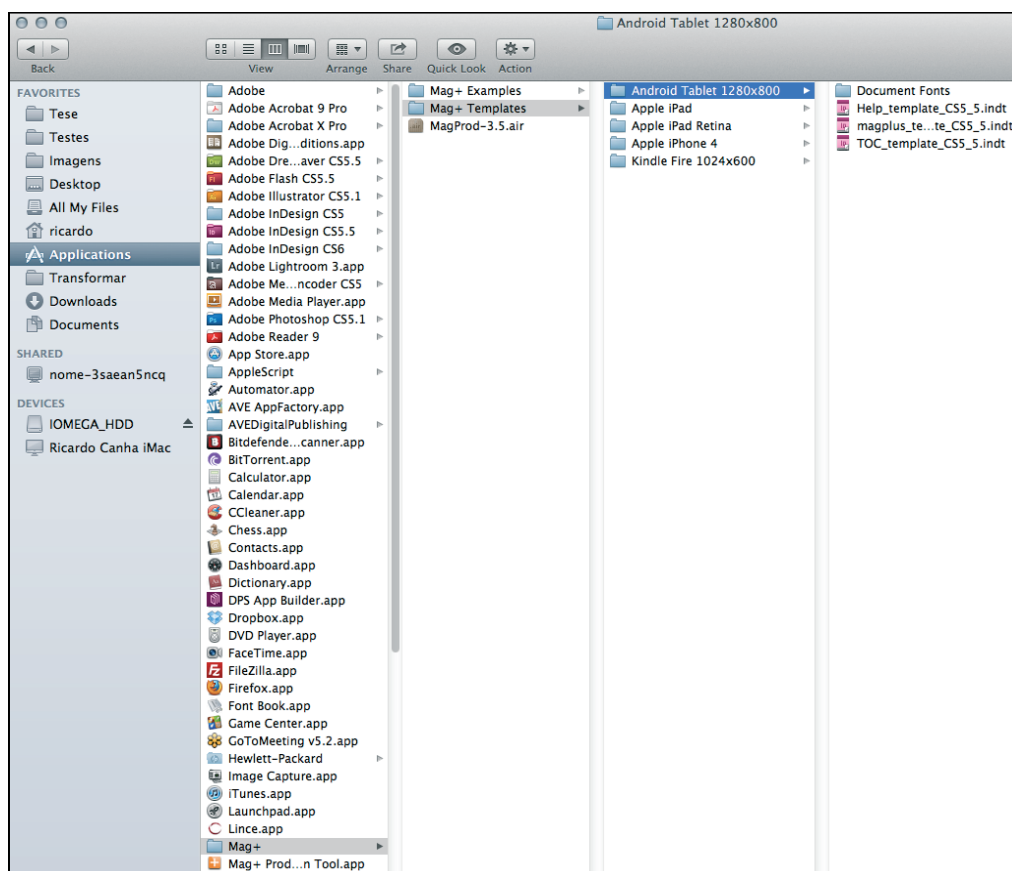 Android Tablet 1280x800
Back
View
Arrange
Share
Quick Look
Action
FAVORITES
Tese
Testes
Imagens
Desktop
All My Files
ricardo
Applications
Transformar
Downloads
Documents
SHARED
nome-3saean5ncq
DEVICES
IOMEGA_HDD
Ricardo Canha iMac
Adobe
Adobe Acrobat 9 Pro
Adobe Acrobat X Pro
Adobe Dig...ditions.app
Adobe Dre...aver CS5.5
Adobe Flash CS5.5
Adobe Illustrator CS5.1
Adobe InDesign CS5
Adobe InDesign CS5.5
Adobe InDesign CS6
Adobe Lightroom 3.app
Adobe Me...ncoder CS5
Adobe Media Player.app
Adobe Photoshop CS5.1
Adobe Reader 9
App Store.app
AppleScript
Automator.app
AVE AppFactory.app
AVEDigitalPublishing
Bitdefende...canner.app
BitTorrent.app
Calculator.app
Calendar.app
CCleaner.app
Chess.app
Contacts.app
Dashboard.app
Dictionary.app
DPS App Builder.app
Dropbox.app
DVD Player.app
FaceTime.app
FileZilla.app
Firefox.app
Font Book.app
Game Center.app
GoToMeeting v5.2.app
Hewlett-Packard
Image Capture.app
iTunes.app
Launchpad.app
Lince.app
Mag+
Mag+ Prod...n Tool.app
Mag+ Examples
Mag+ Templates
MagProd-3.5.air
Android Tablet 1280x800
Apple iPad
Apple iPad Retina
Apple iPhone 4
Kindle Fire 1024x600
Document Fonts
Help_template_CS5_5.indt
magplus_te...te_CS5_5.indt
TOC_template_CS5_5.indt